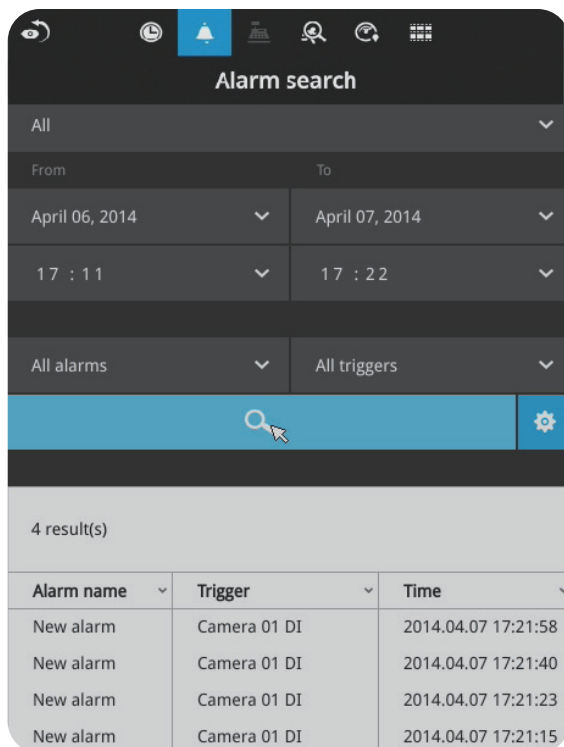 Alarm search
All
From To
April 06, 2014 April 07, 2014
17 : 11 17 : 22
All alarms All triggers
4 result(s)
Alarm name Trigger Time
New alarm Camera 01 DI 2014.04.07 17:21:58
New alarm Camera 01 DI 2014.04.07 17:21:40
New alarm Camera 01 DI 2014.04.07 17:21:23
New alarm Camera 01 DI 2014.04.07 17:21:15